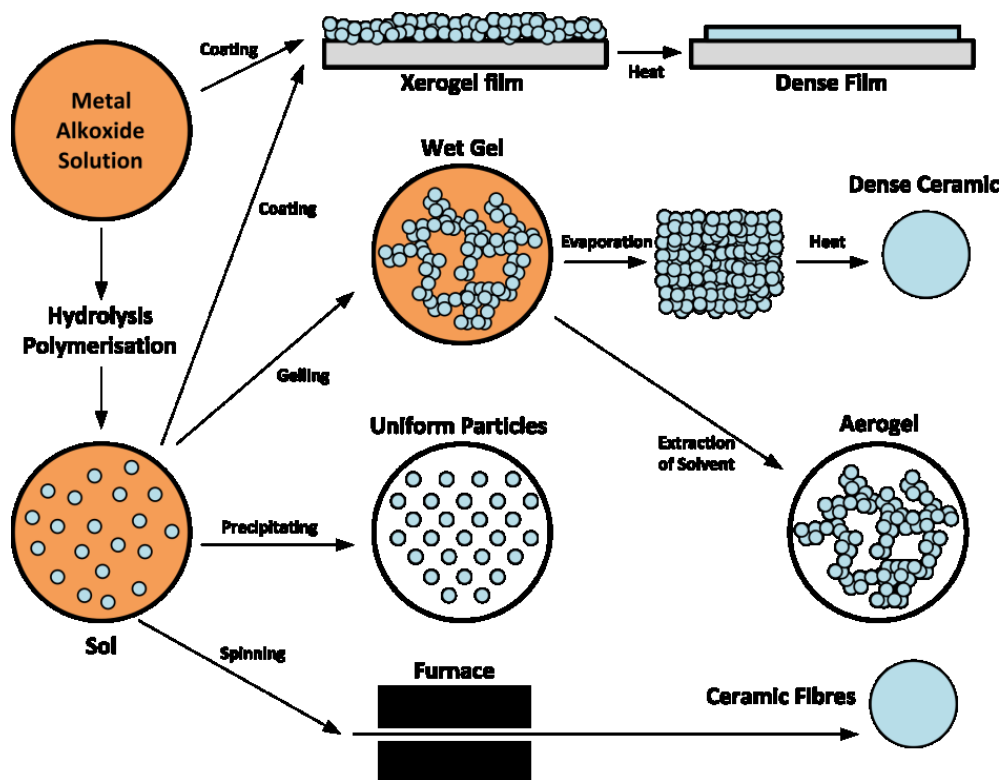 Metal
Alkoxide
Solution
Coating
Xerogel film
Heat
Dense Film
Coating
Hydrolysis
Polymerisation
Wet Gel
Evaporation
Heat
Dense Ceramic
Gelling
Extraction
of Solvent
Aerogel
Uniform Particles
Precipitating
Sol
Spinning
Furnace
Ceramic Fibres